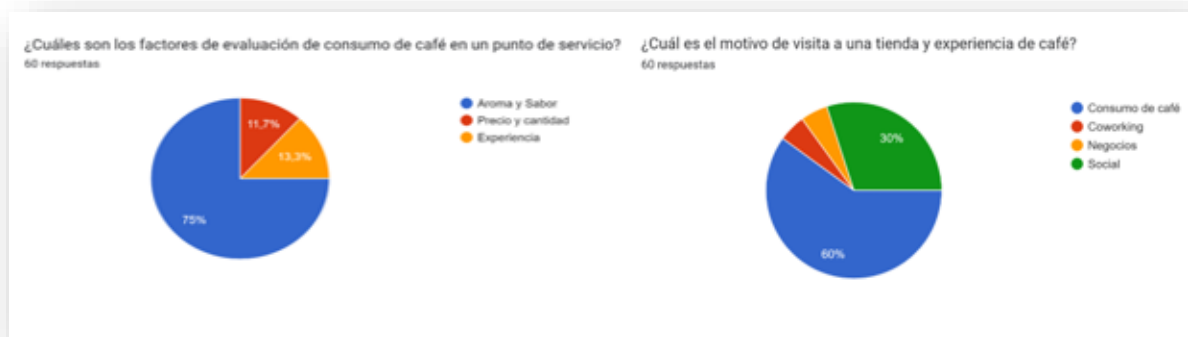 ¿Cuáles son los factores de evaluación de consumo de café en un punto de servicio?
60 respuestas
11,7%
13,3%
75%
Aroma y Sabor
Precio y cantidad
Experiencia
¿Cuál es el motivo de visita a una tienda y experiencia de café?
60 respuestas
30%
60%
Consumo de café
Coworking
Negocios
Social